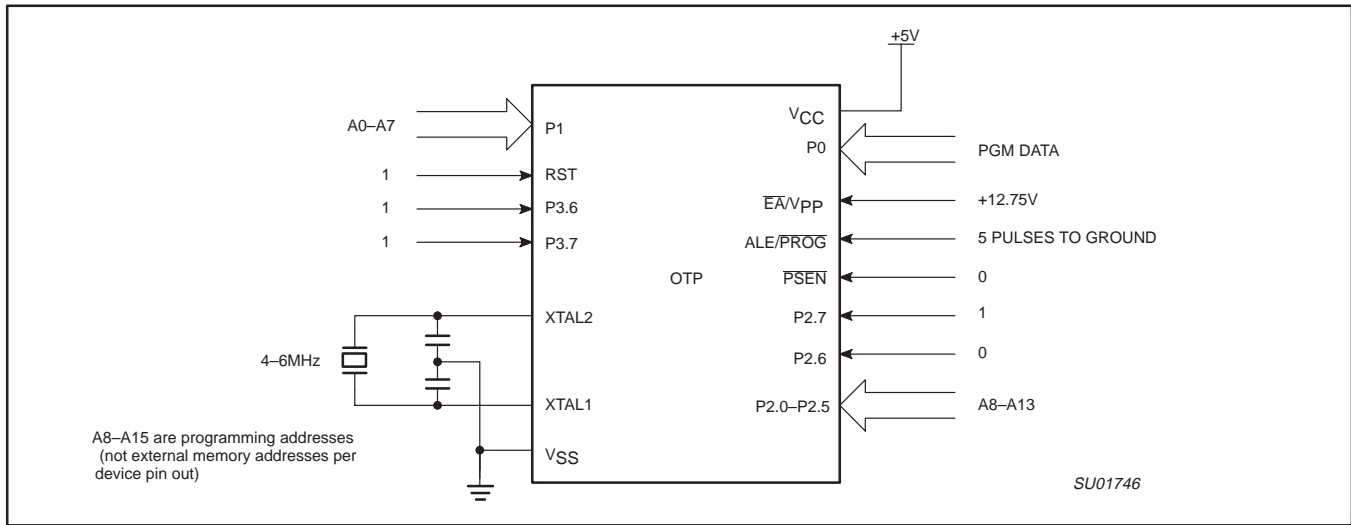 +5V
A0–A7
P1
VCC
P0
PGM DATA
1
RST
1
P3.6
EA/VPP
+12.75V
1
P3.7
ALE/PROG
5 PULSES TO GROUND
OTP
PSEN
0
XTAL2
P2.7
1
4–6MHz
P2.6
0
XTAL1
P2.0–P2.5
A8–A13
A8–A15 are programming addresses
(not external memory addresses per
device pin out)
VSS
SU01746